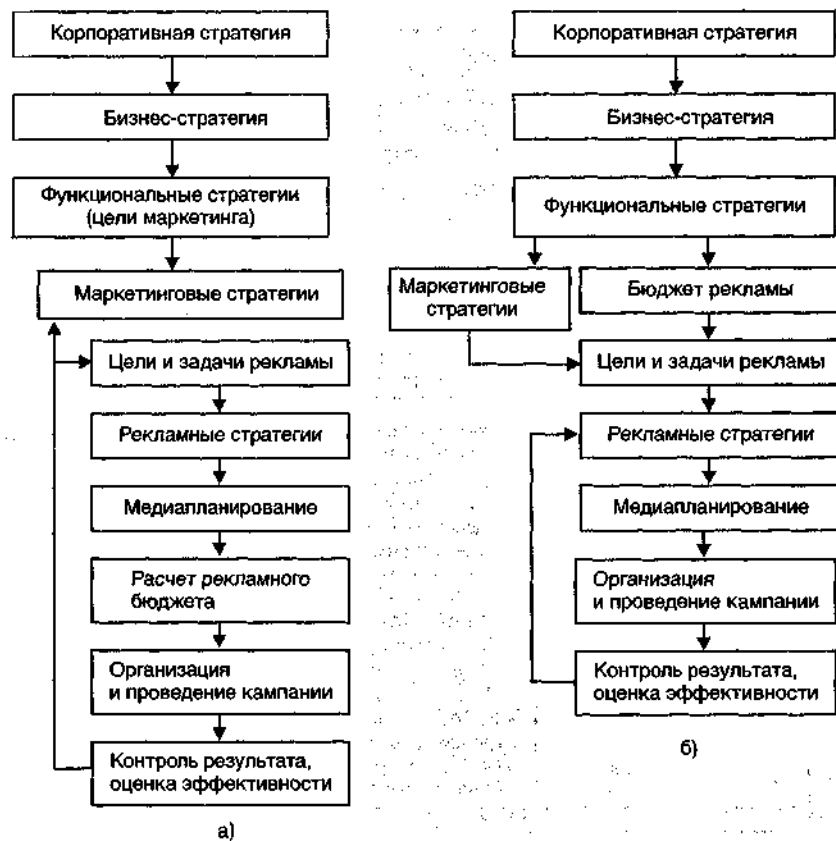 Корпоративная стратегия
Бизнес-стратегия
Функциональные стратегии
(цели маркетинга)
Маркетинговые стратегии
Цели и задачи рекламы
Рекламные стратегии
Медиапланирование
Расчет рекламного
бюджета
Организация
и проведение кампании
Контроль результата,
оценка эффективности
а)
Корпоративная стратегия
Бизнес-стратегия
Функциональные стратегии
Маркетинговые
стратегии
Бюджет рекламы
Цели и задачи рекламы
Рекламные стратегии
Медиапланирование
Организация
и проведение кампании
Контроль результата,
оценка эффективности
б)